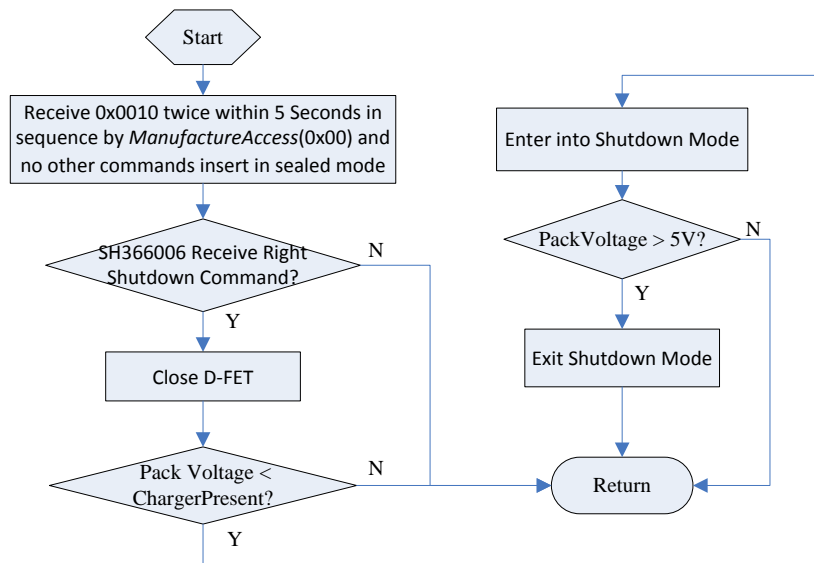 Start
Receive 0x0010 twice within 5 Seconds in
sequence by ManufactureAccess(0x00) and
no other commands insert in sealed mode
SH366006 Receive Right
Shutdown Command?
N
Y
Close D-FET
Pack Voltage <
ChargerPresent?
N
Y
Enter into Shutdown Mode
PackVoltage > 5V?
N
Y
Exit Shutdown Mode
Return